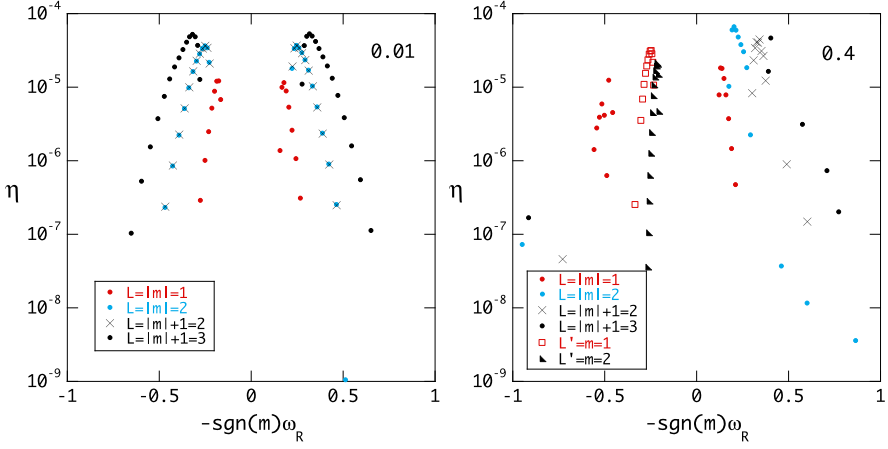 10⁻⁴
10⁻⁵
10⁻⁶
10⁻⁷
10⁻⁸
10⁻⁹
η
0.01
L=|m|=1
L=|m|=2
L=|m|+1=2
L=|m|+1=3
-1 -0.5 0 0.5 1
-sgn(m)ω_R
10⁻⁴
10⁻⁵
10⁻⁶
10⁻⁷
10⁻⁸
10⁻⁹
η
0.4
L=|m|=1
L=|m|=2
L=|m|+1=2
L=|m|+1=3
L'=m=1
L'=m=2
-1 -0.5 0 0.5 1
-sgn(m)ω_R